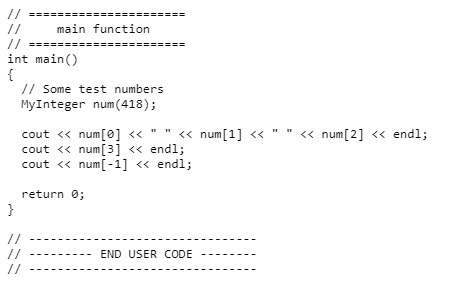 // ======================
//     main function
// ======================
int main()
{
  // Some test numbers
  MyInteger num(418);
  cout << num[0] << " " << num[1] << " " << num[2] << endl;
  cout << num[3] << endl;
  cout << num[-1] << endl;
  return 0;
}
// --------------------------------
// --------- END USER CODE --------
// --------------------------------